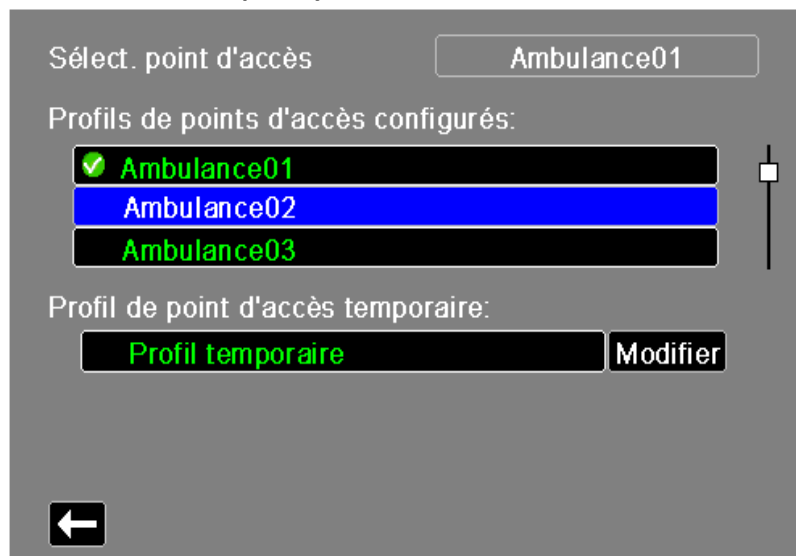 Sélect. point d'accès Ambulance01
Profils de points d'accès configurés:
Ambulance01
Ambulance02
Ambulance03
Profil de point d'accès temporaire:
Profil temporaire Modifier